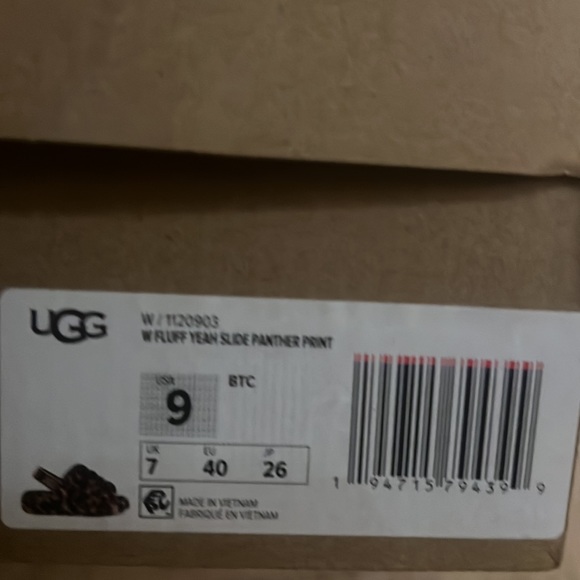 UGG
W / 1120903
W FLUFF YEAH SLIDE PANTHER PRINT
USA
9
BTC
UK EU JP
7 40 26
MADE IN VIETNAM
FABRIQUÉ EN VIETNAM
1 94715 79439 9